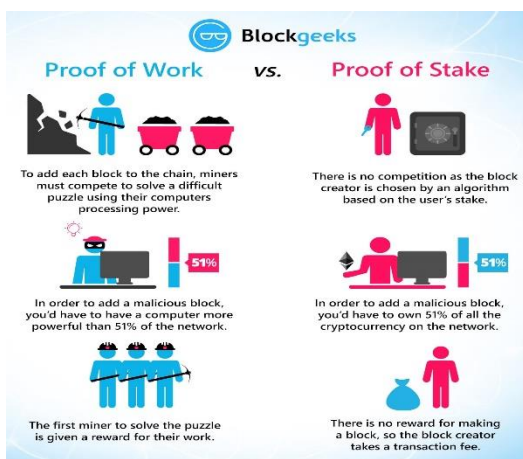 Blockgeeks
Proof of Work vs. Proof of Stake
To add each block to the chain, miners
must compete to solve a difficult
puzzle using their computers
processing power.
There is no competition as the block
creator is chosen by an algorithm
based on the user's stake.
51%
51%
In order to add a malicious block,
you'd have to have a computer more
powerful than 51% of the network.
In order to add a malicious block,
you'd have to own 51% of all the
cryptocurrency on the network.
The first miner to solve the puzzle
is given a reward for their work.
There is no reward for making
a block, so the block creator
takes a transaction fee.